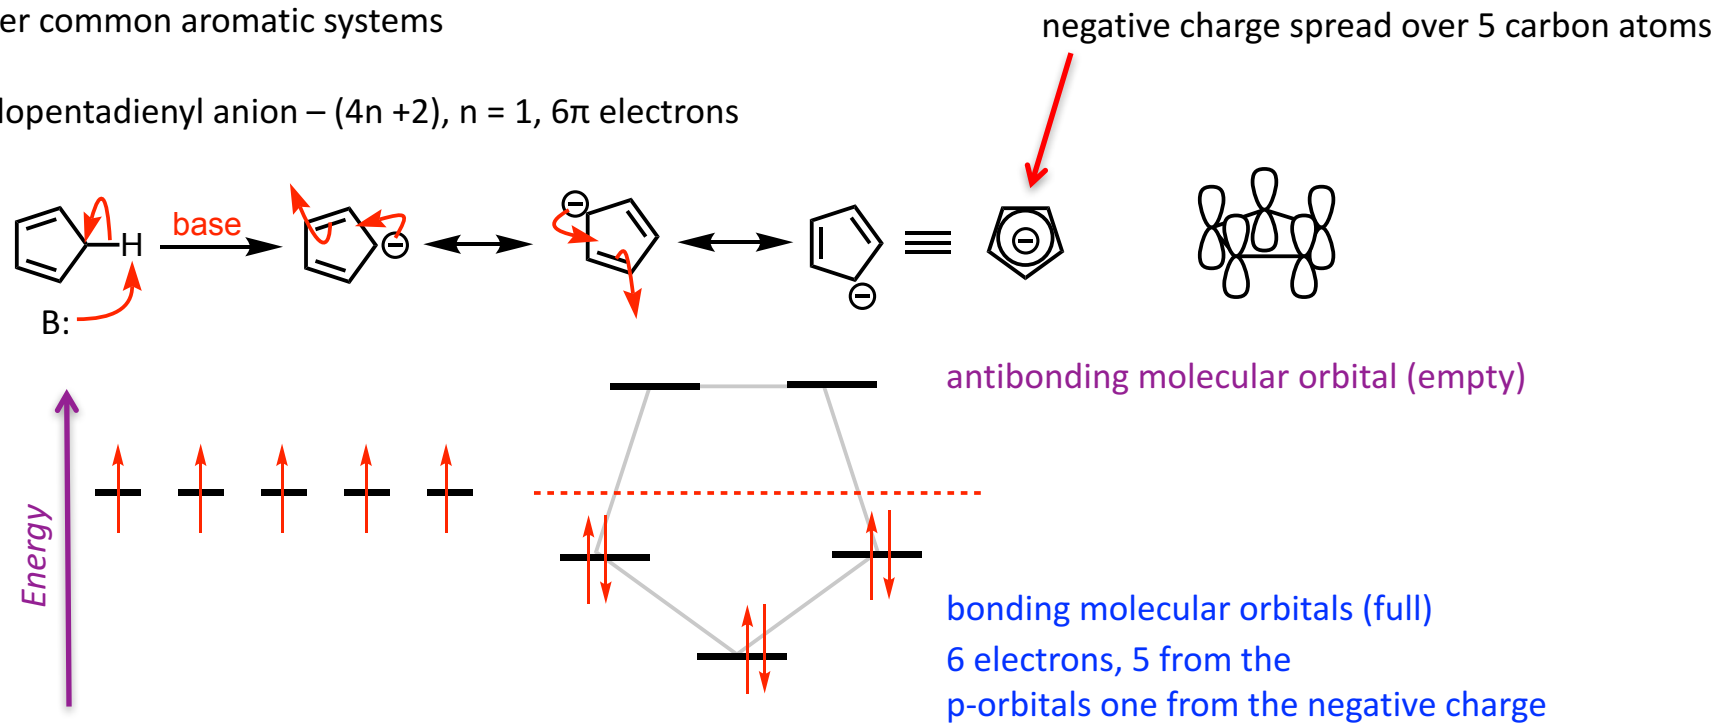 er common aromatic systems
negative charge spread over 5 carbon atoms
lopentadienyl anion – (4n +2), n = 1, 6π electrons
H
base
B:
antibonding molecular orbital (empty)
Energy
bonding molecular orbitals (full)
6 electrons, 5 from the
p-orbitals one from the negative charge